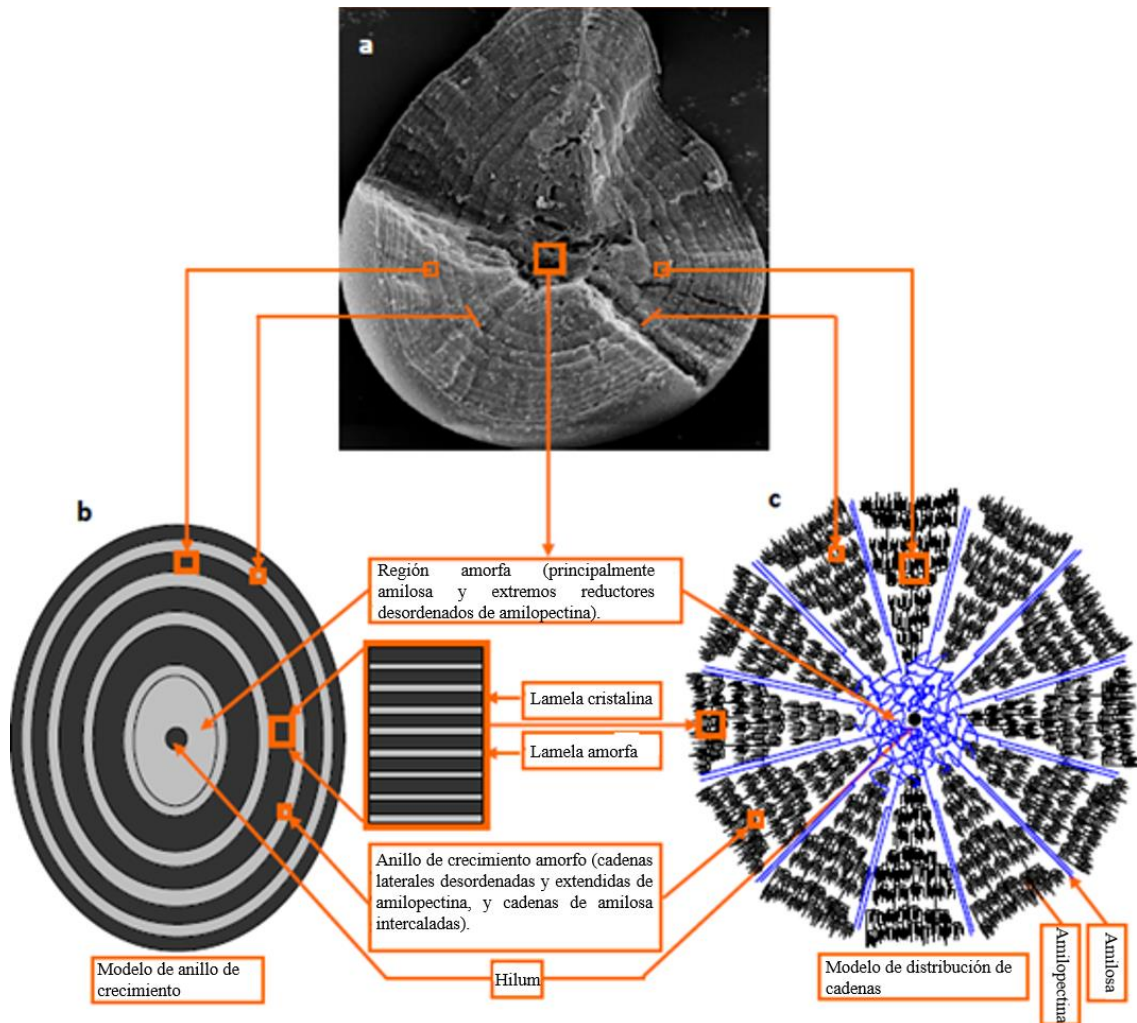 a
b
c
Región amorfa (principalmente
amilosa y extremos reductores
desordenados de amilopectina).
Lamela cristalina
Lamela amorfa
Anillo de crecimiento amorfo (cadenas
laterales desordenadas y extendidas de
amilopectina, y cadenas de amilosa
intercaladas).
Modelo de anillo de
crecimiento
Hilum
Modelo de distribución de
cadenas
Amilopectina
Amilosa